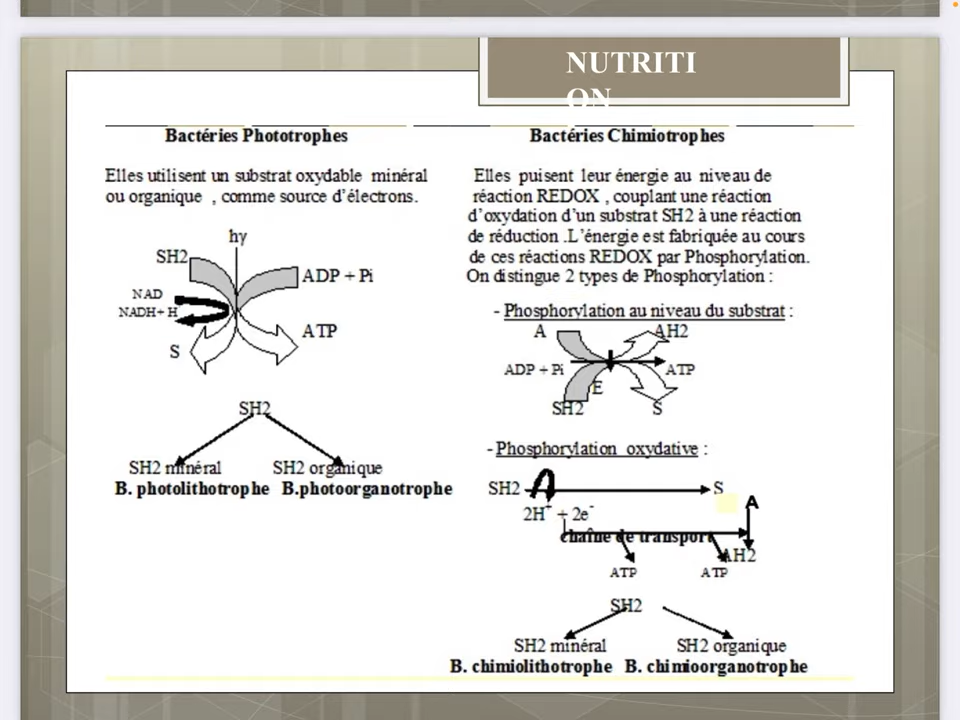 NUTRITI
ON
Bactéries Phototrophes
Elles utilisent un substrat oxydable minéral
ou organique , comme source d'électrons.
hγ
SH2
ADP + Pi
NAD
NADH+ H
ATP
S
SH2
SH2 minéral
SH2 organique
B. photolithotrophe B.photoorganotrophe
Bactéries Chimiotrophes
Elles puisent leur énergie au niveau de
réaction REDOX , couplant une réaction
d'oxydation d'un substrat SH2 à une réaction
de réduction .L'énergie est fabriquée au cours
de ces réactions REDOX par Phosphorylation.
On distingue 2 types de Phosphorylation :
- Phosphorylation au niveau du substrat :
A
AH2
ADP + Pi
ATP
E
SH2
S
- Phosphorylation oxydative :
SH2
S
A
2H+ + 2e-
chaîne de transport
AH2
ATP
ATP
SH2
SH2 minéral
SH2 organique
B. chimiolithotrophe B. chimioorganotrophe